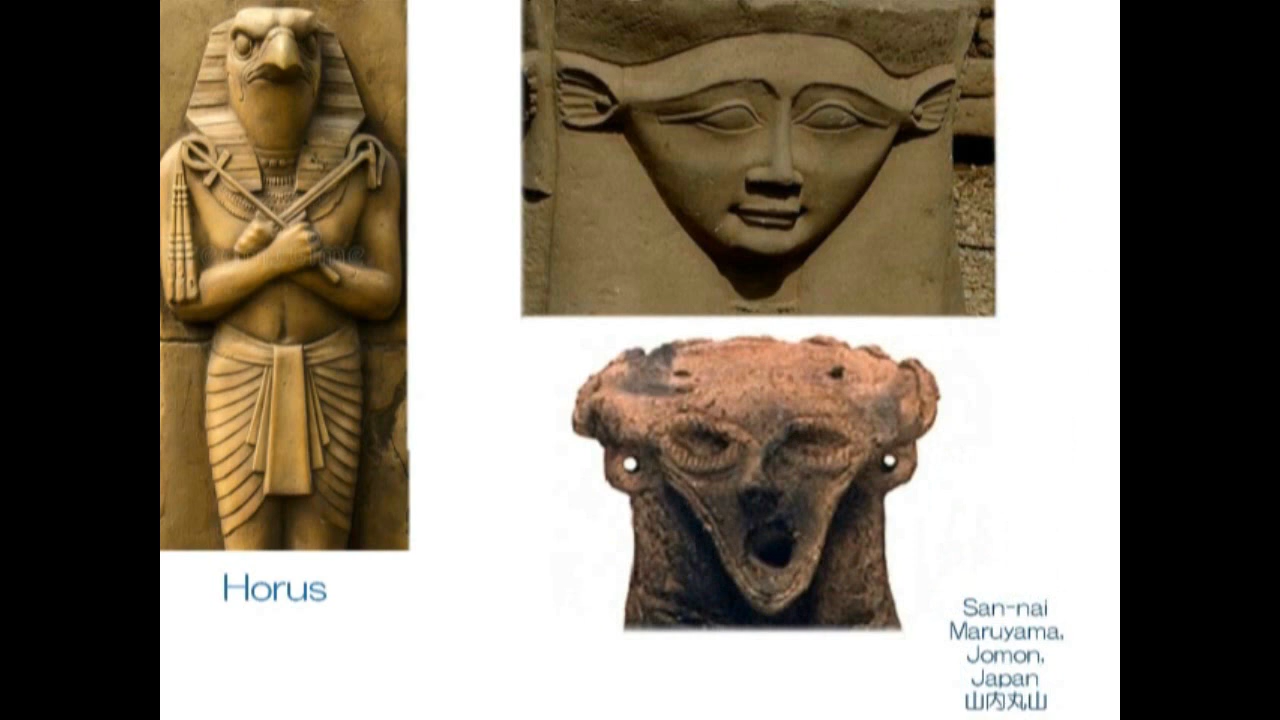 Horus
San-nai
Maruyama,
Jomon,
Japan
山内丸山